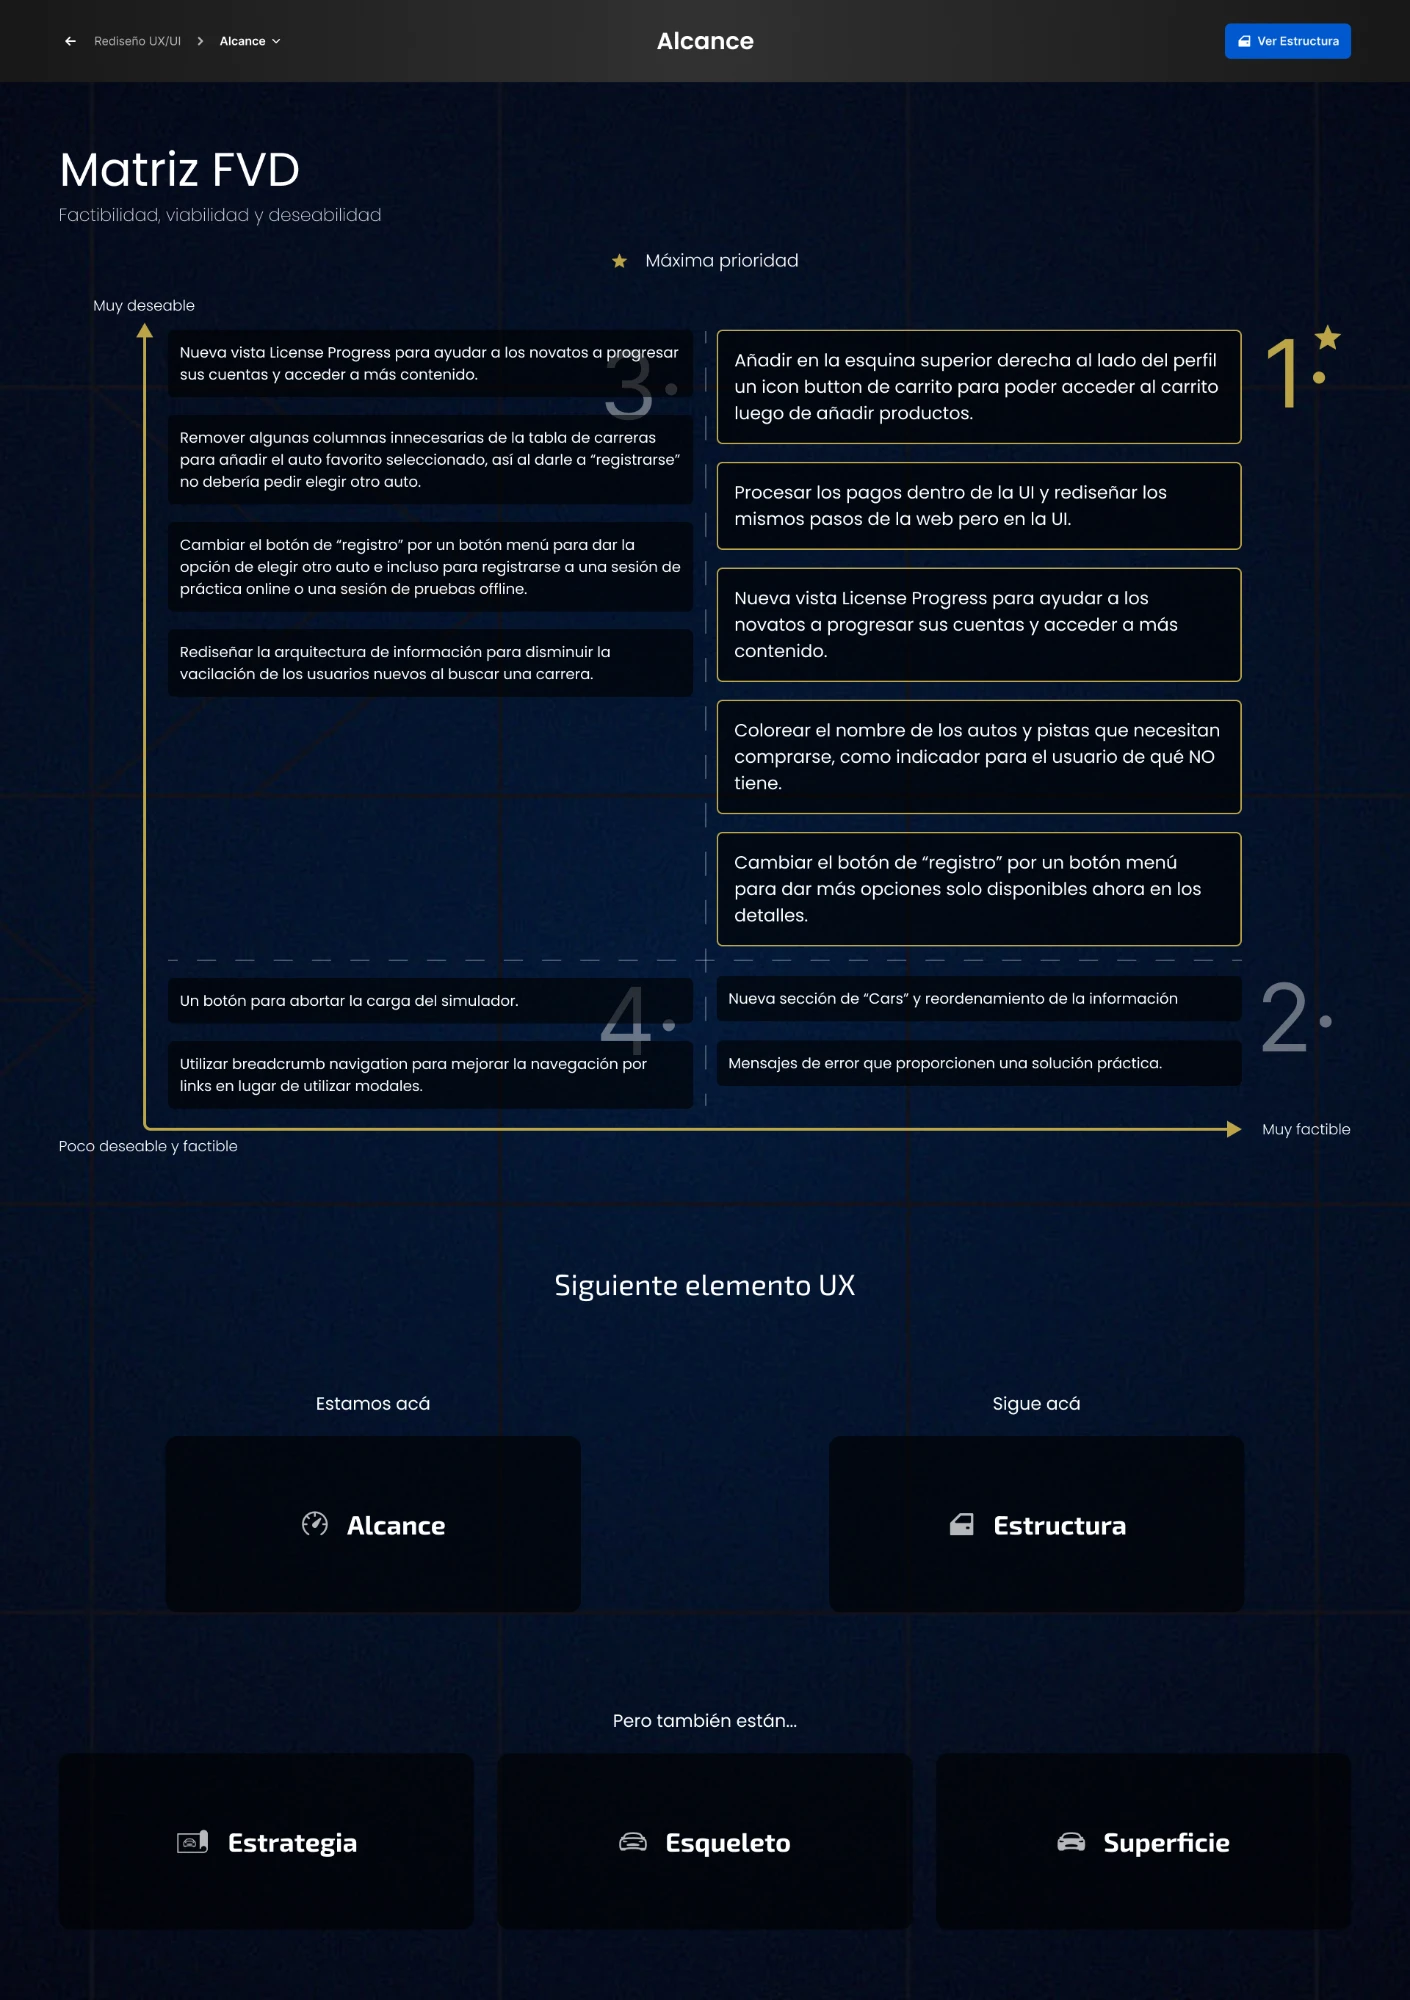 Rediseño UX/UI
Alcance
Alcance
Ver Estructura
Matriz FVD
Factibilidad, viabilidad y deseabilidad
Máxima prioridad
Muy deseable
3.
Nueva vista License Progress para ayudar a los novatos a progresar
sus cuentas y acceder a más contenido.
Remover algunas columnas innecesarias de la tabla de carreras
para añadir el auto favorito seleccionado, así al darle a “registrarse”
no debería pedir elegir otro auto.
Cambiar el botón de “registro” por un botón menú para dar la
opción de elegir otro auto e incluso para registrarse a una sesión de
práctica online o una sesión de pruebas offline.
Rediseñar la arquitectura de información para disminuir la
vacilación de los usuarios nuevos al buscar una carrera.
1.
Añadir en la esquina superior derecha al lado del perfil
un icon button de carrito para poder acceder al carrito
luego de añadir productos.
Procesar los pagos dentro de la UI y rediseñar los
mismos pasos de la web pero en la UI.
Nueva vista License Progress para ayudar a los
novatos a progresar sus cuentas y acceder a más
contenido.
Colorear el nombre de los autos y pistas que necesitan
comprarse, como indicador para el usuario de qué NO
tiene.
Cambiar el botón de “registro” por un botón menú
para dar más opciones solo disponibles ahora en los
detalles.
4.
Un botón para abortar la carga del simulador.
Utilizar breadcrumb navigation para mejorar la navegación por
links en lugar de utilizar modales.
2.
Nueva sección de “Cars” y reordenamiento de la información
Mensajes de error que proporcionen una solución práctica.
Muy factible
Poco deseable y factible
Siguiente elemento UX
Estamos acá
Sigue acá
Alcance
Estructura
Pero también están...
Estrategia
Esqueleto
Superficie